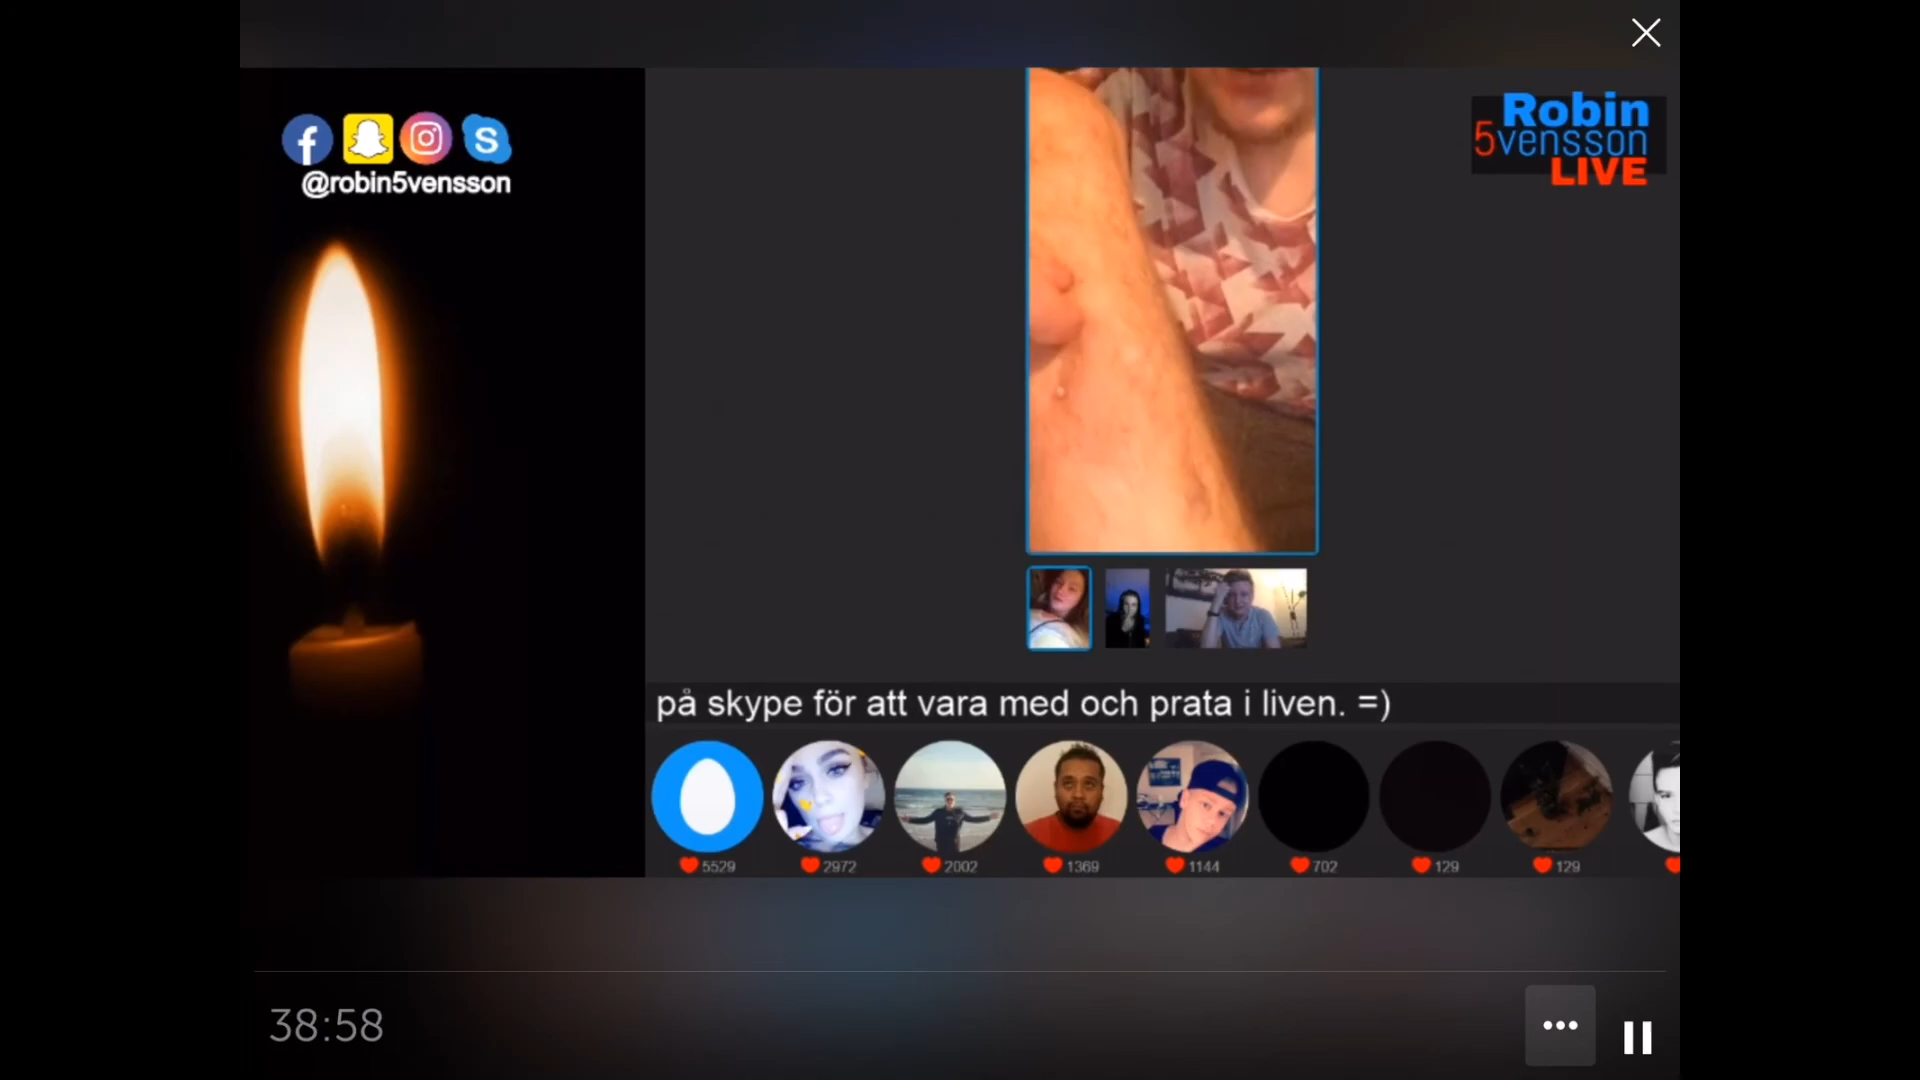 @robin5vensson
Robin
5vensson
LIVE
på skype för att vara med och prata i liven. =)
5529
2972
2002
1369
1144
702
129
129
38:58